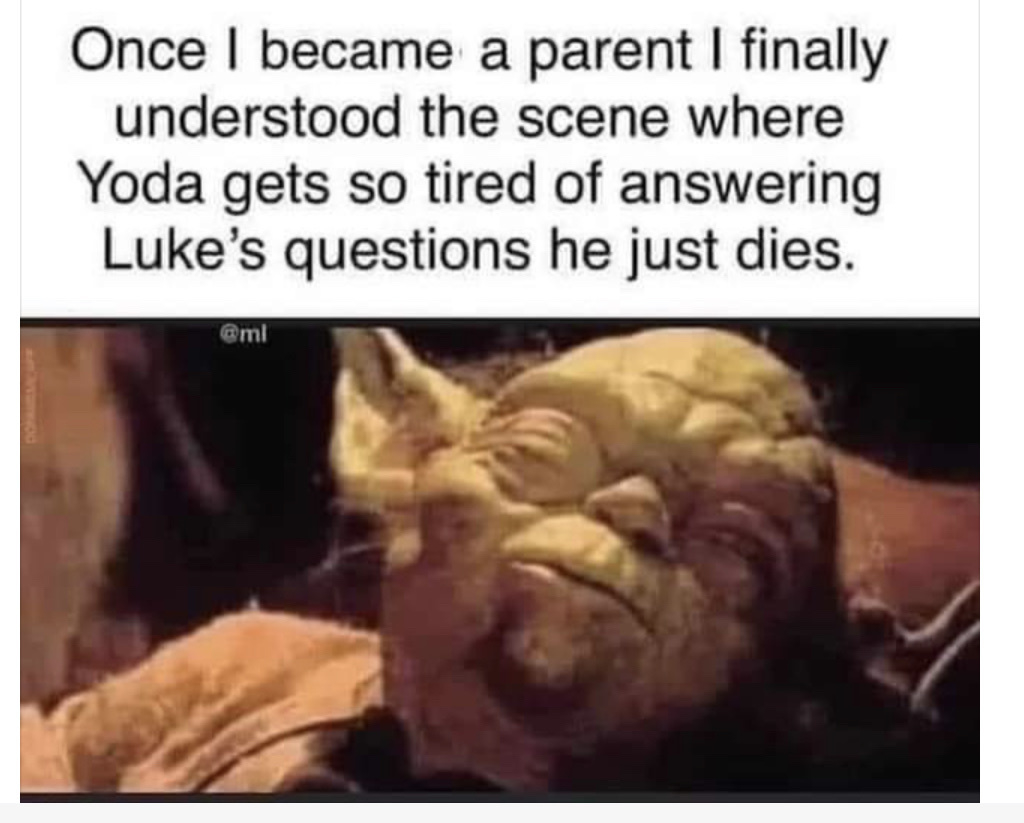 Once I became a parent I finally
understood the scene where
Yoda gets so tired of answering
Luke’s questions he just dies.
@ml